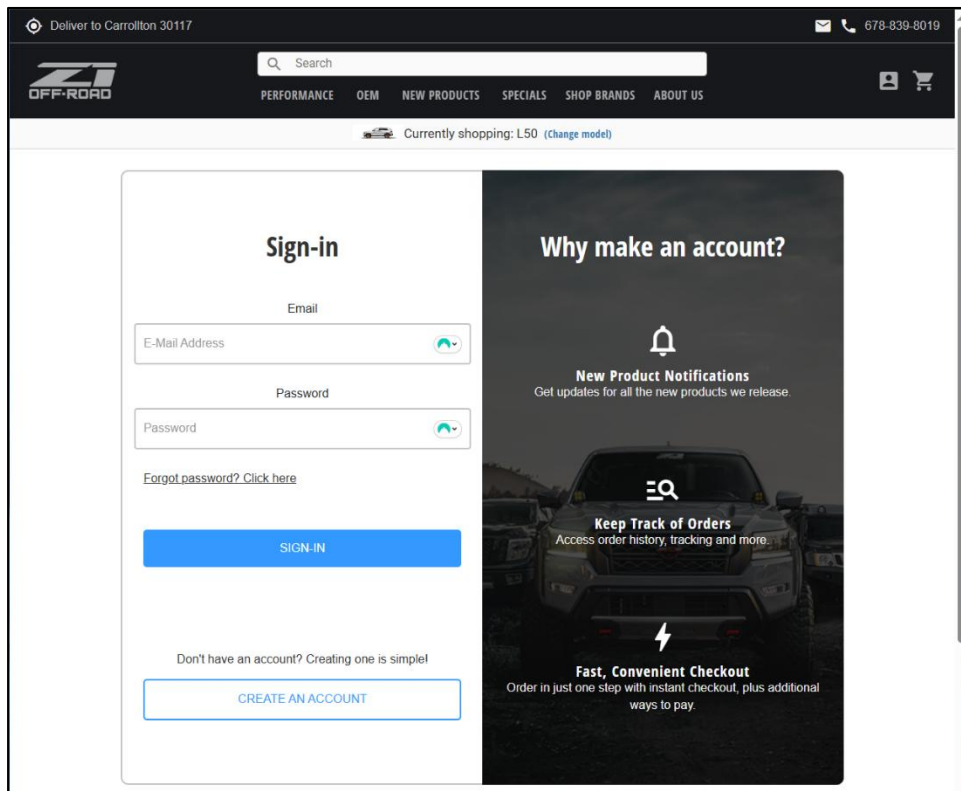 Deliver to Carrollton 30117
678-839-8019
Z1
OFF-ROAD
Search
PERFORMANCE OEM NEW PRODUCTS SPECIALS SHOP BRANDS ABOUT US
Currently shopping: L50 (Change model)
Sign-in
Email
E-Mail Address
Password
Password
Forgot password? Click here
SIGN-IN
Don't have an account? Creating one is simple!
CREATE AN ACCOUNT
Why make an account?
New Product Notifications
Get updates for all the new products we release.
Keep Track of Orders
Access order history, tracking and more.
Fast, Convenient Checkout
Order in just one step with instant checkout, plus additional
ways to pay.